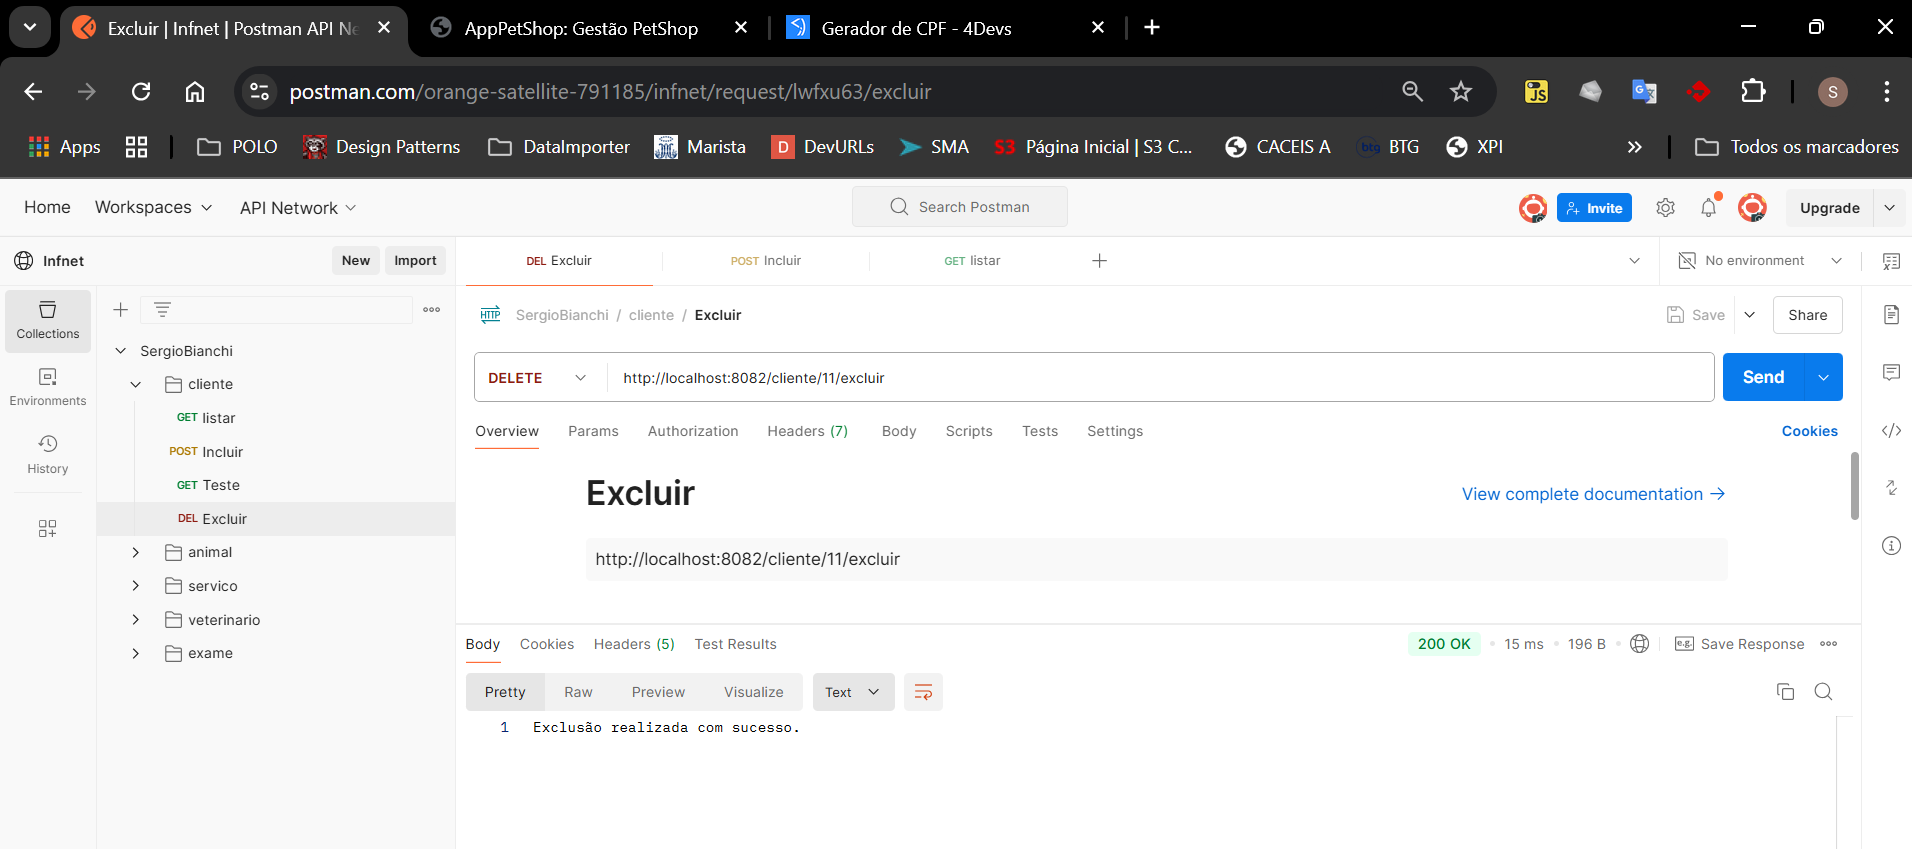 Excluir | Infnet | Postman API Ne
AppPetShop: Gestão PetShop
Gerador de CPF - 4Devs
postman.com/orange-satellite-791185/infnet/request/lwfxu63/excluir
JS
S
Apps
POLO
Design Patterns
DataImporter
Marista
D DevURLs
SMA
S3 Página Inicial | S3 C...
CACEIS A
btg BTG
XPI
Todos os marcadores
Home
Workspaces
API Network
Search Postman
Invite
Upgrade
Infnet
New
Import
DEL Excluir
POST Incluir
GET listar
No environment
Collections
Environments
History
SergioBianchi
cliente
GET listar
POST Incluir
GET Teste
DEL Excluir
animal
servico
veterinario
exame
HTTP SergioBianchi / cliente / Excluir
Save
Share
DELETE
http://localhost:8082/cliente/11/excluir
Send
Overview
Params
Authorization
Headers (7)
Body
Scripts
Tests
Settings
Cookies
Excluir
View complete documentation →
http://localhost:8082/cliente/11/excluir
Body
Cookies
Headers (5)
Test Results
200 OK • 15 ms • 196 B •
e.g. Save Response
Pretty
Raw
Preview
Visualize
Text
1 Exclusão realizada com sucesso.